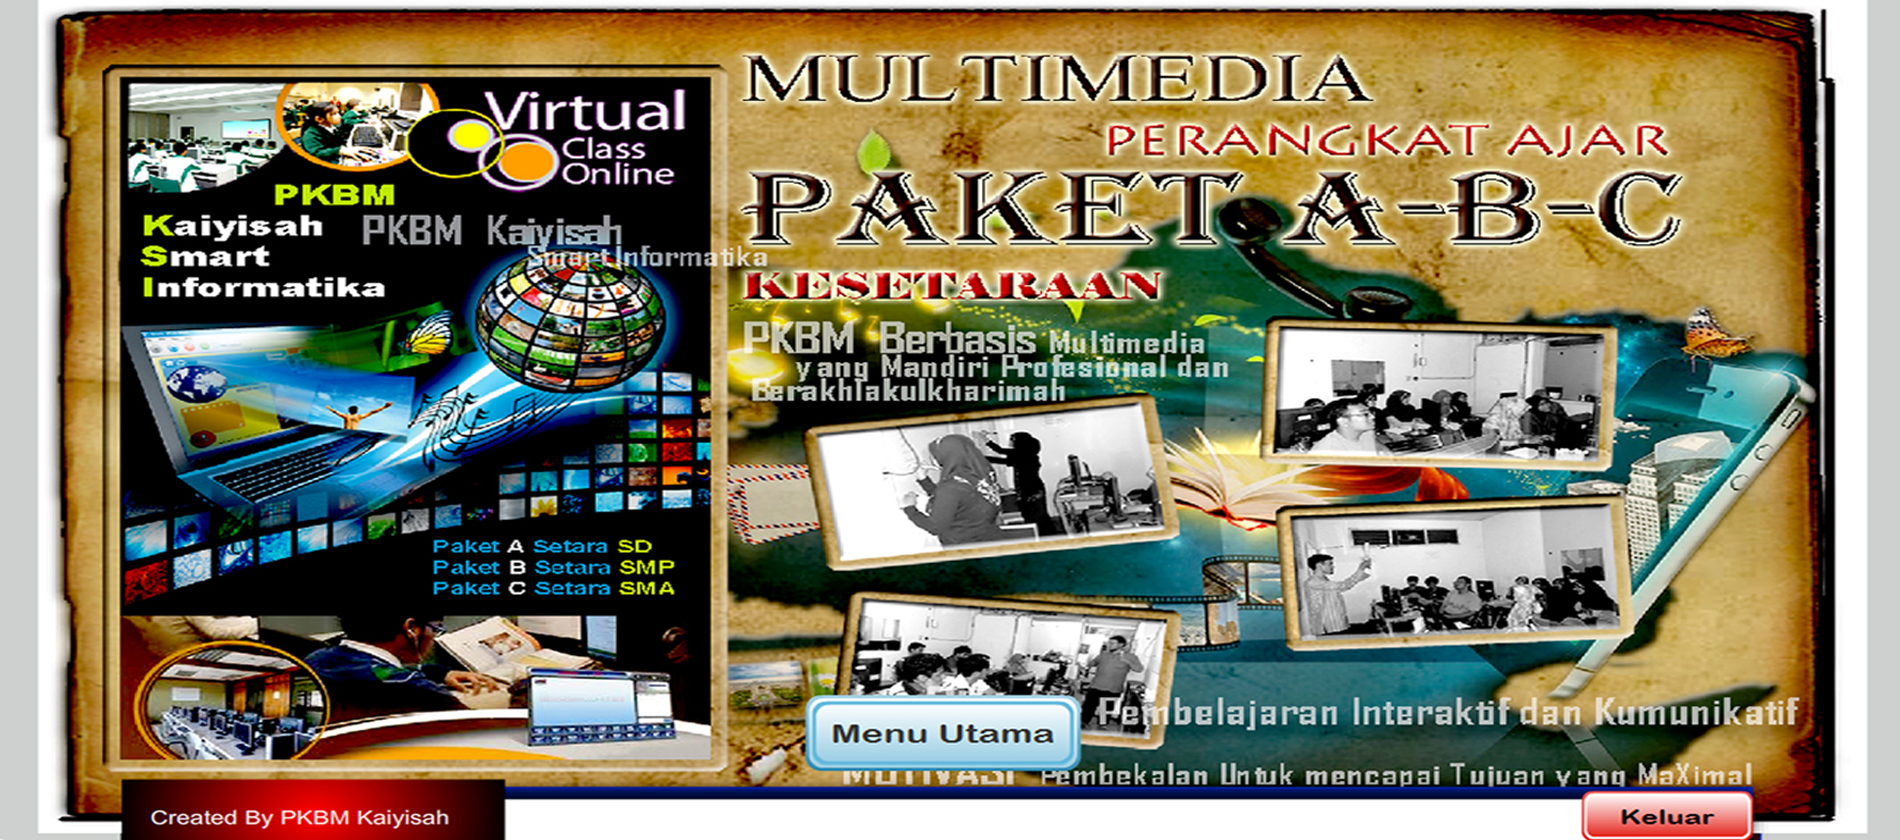 Virtual
Class
Online
PKBM
Kaiyisah
Smart
Informatika
PKBM Kaiyisah
Smart Informatika
Paket A Setara SD
Paket B Setara SMP
Paket C Setara SMA
MULTIMEDIA
PERANGKAT AJAR
PAKET A-B-C
KESETARAAN
PKBM Berbasis Multimedia
yang Mandiri Profesional dan
Berakhlakulkharimah
Menu Utama
Pembelajaran Interaktif dan Kumunikatif
MOTIVASI Pembekalan Untuk mencapai Tujuan yang MaXimal
Created By PKBM Kaiyisah
Keluar